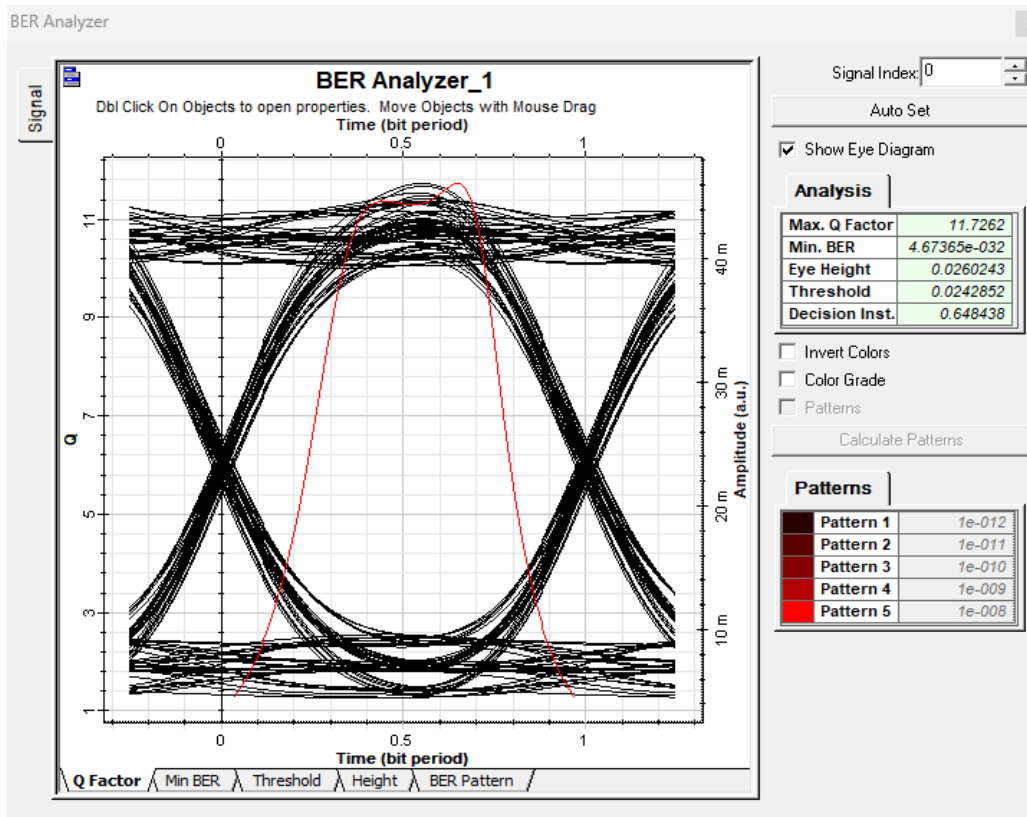 BER Analyzer
Signal
BER Analyzer_1
Dbl Click On Objects to open properties. Move Objects with Mouse Drag
Time (bit period)
0 0.5 1
Q
1 3 5 7 9 11
Amplitude (a.u.)
10 m 20 m 30 m 40 m
0 0.5 1
Time (bit period)
Q Factor Min BER Threshold Height BER Pattern
Signal Index: 0
Auto Set
Show Eye Diagram
Analysis
Max. Q Factor 11.7262
Min. BER 4.67365e-032
Eye Height 0.0260243
Threshold 0.0242852
Decision Inst. 0.648438
Invert Colors
Color Grade
Patterns
Calculate Patterns
Patterns
Pattern 1 1e-012
Pattern 2 1e-011
Pattern 3 1e-010
Pattern 4 1e-009
Pattern 5 1e-008